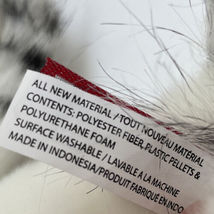 ALL NEW MATERIAL / TOUT NOUVEAU MATERIAL
CONTENTS: POLYESTER FIBER, PLASTIC PELLETS &
POLYURETHANE FOAM
SURFACE WASHABLE / LAVABLE À LA MACHINE
MADE IN INDONESIA/PRODUIT FABRIQUÉ EN INDO